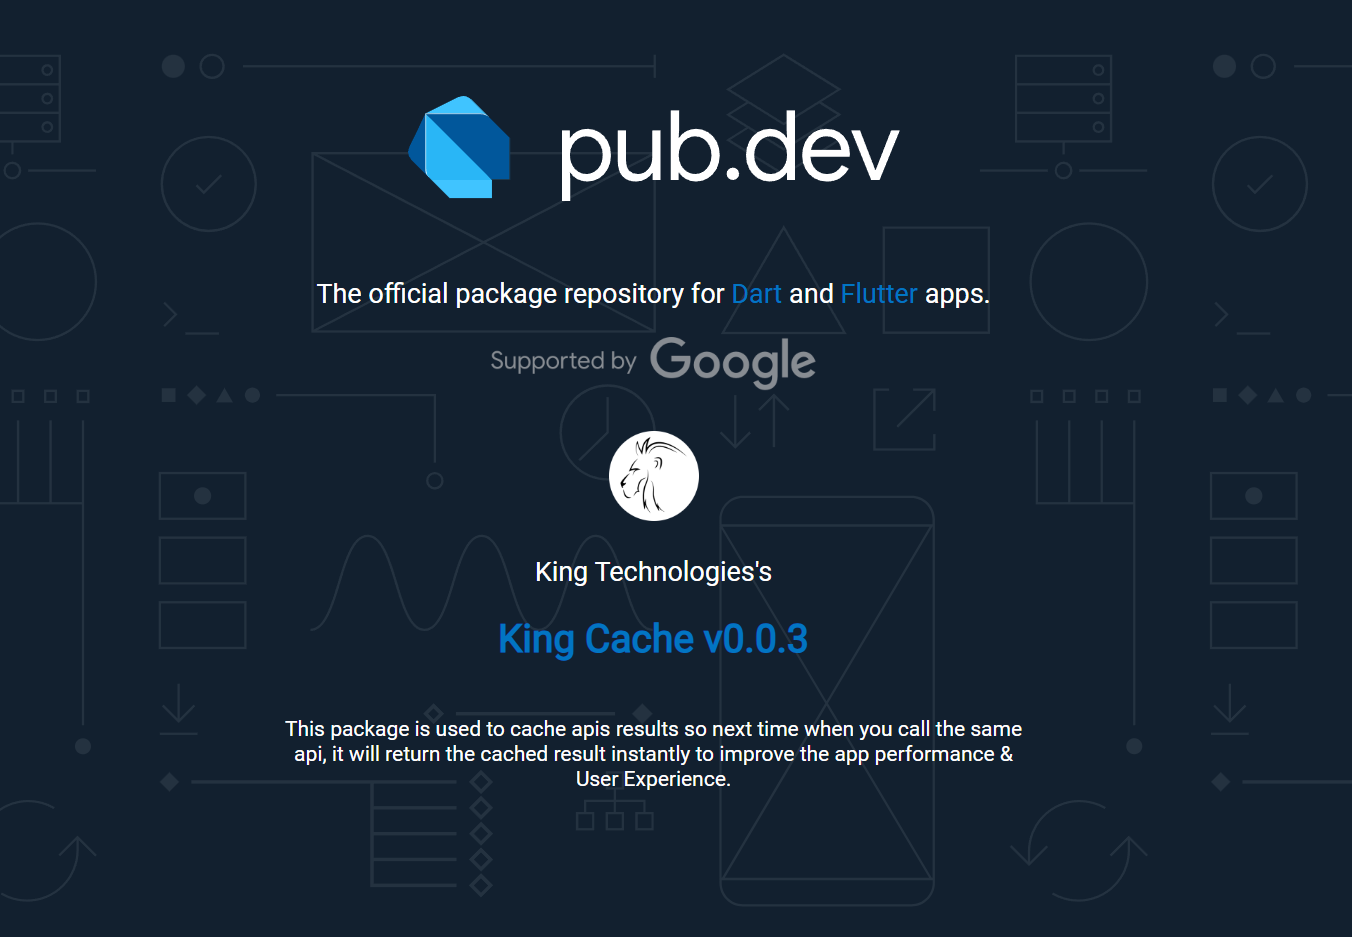 pub.dev
The official package repository for Dart and Flutter apps.
Supported by Google
King Technologies's
King Cache v0.0.3
This package is used to cache apis results so next time when you call the same
api, it will return the cached result instantly to improve the app performance &
User Experience.